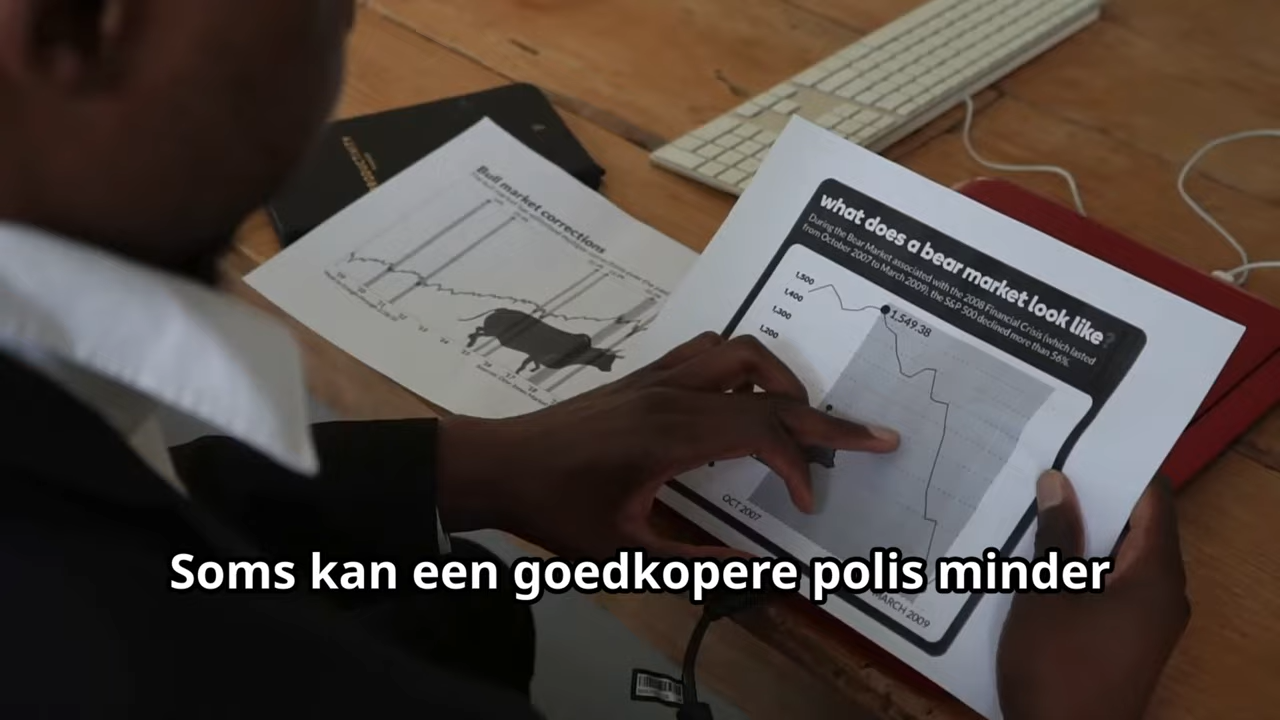 Bull market corrections
what does a bear market look like?
During the Bear Market associated with the 2008 Financial Crisis (which lasted
from October 2007 to March 2009), the S&P 500 declined more than 56%.
1,500
1,400
1,300
1,200
1,549.38
OCT 2007
MARCH 2009
Soms kan een goedkopere polis minder